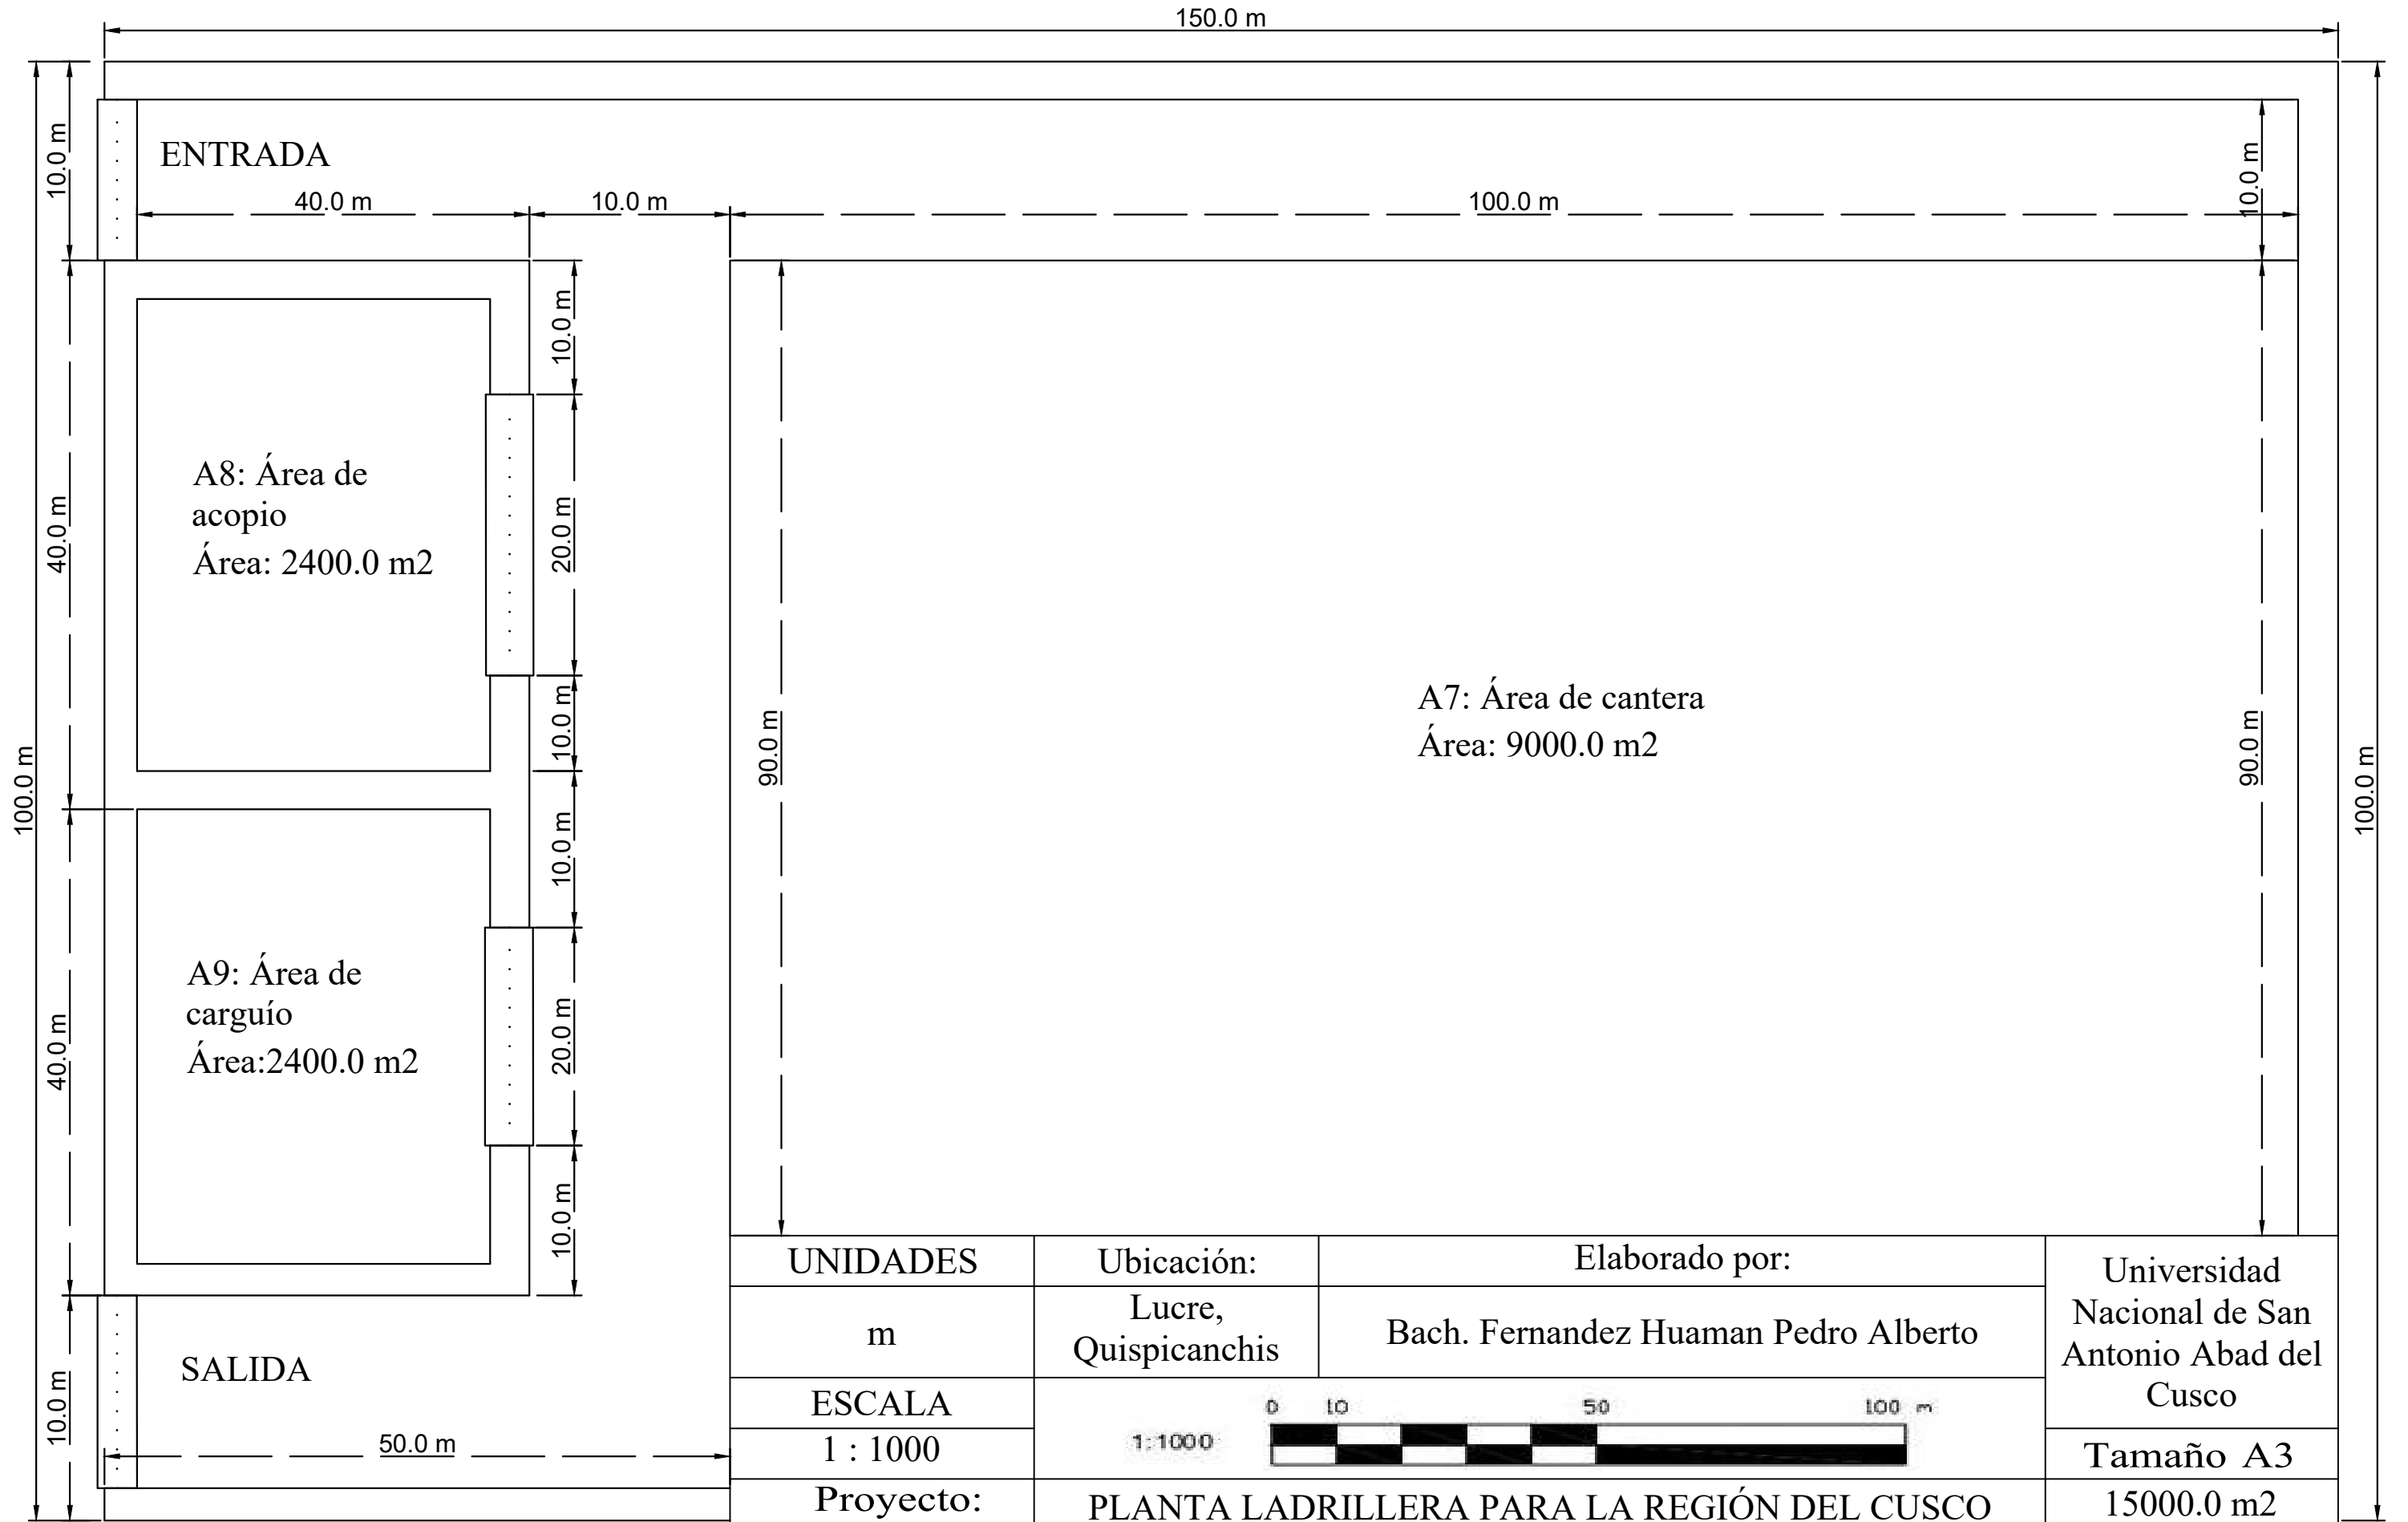 150.0 m
10.0 m
ENTRADA
10.0 m
40.0 m
10.0 m
100.0 m
10.0 m
A8: Área de
acopio
Área: 2400.0 m2
40.0 m
20.0 m
10.0 m
100.0 m
90.0 m
A7: Área de cantera
Área: 9000.0 m2
90.0 m
100.0 m
10.0 m
A9: Área de
carguío
Área:2400.0 m2
40.0 m
20.0 m
10.0 m
SALIDA
10.0 m
50.0 m
UNIDADES
m
ESCALA
1 : 1000
Ubicación:
Lucre,
Quispicanchis
Elaborado por:
Bach. Fernandez Huaman Pedro Alberto
Universidad
Nacional de San
Antonio Abad del
Cusco
0 10 50 100 m
1:1000
Tamaño A3
Proyecto:
PLANTA LADRILLERA PARA LA REGIÓN DEL CUSCO
15000.0 m2